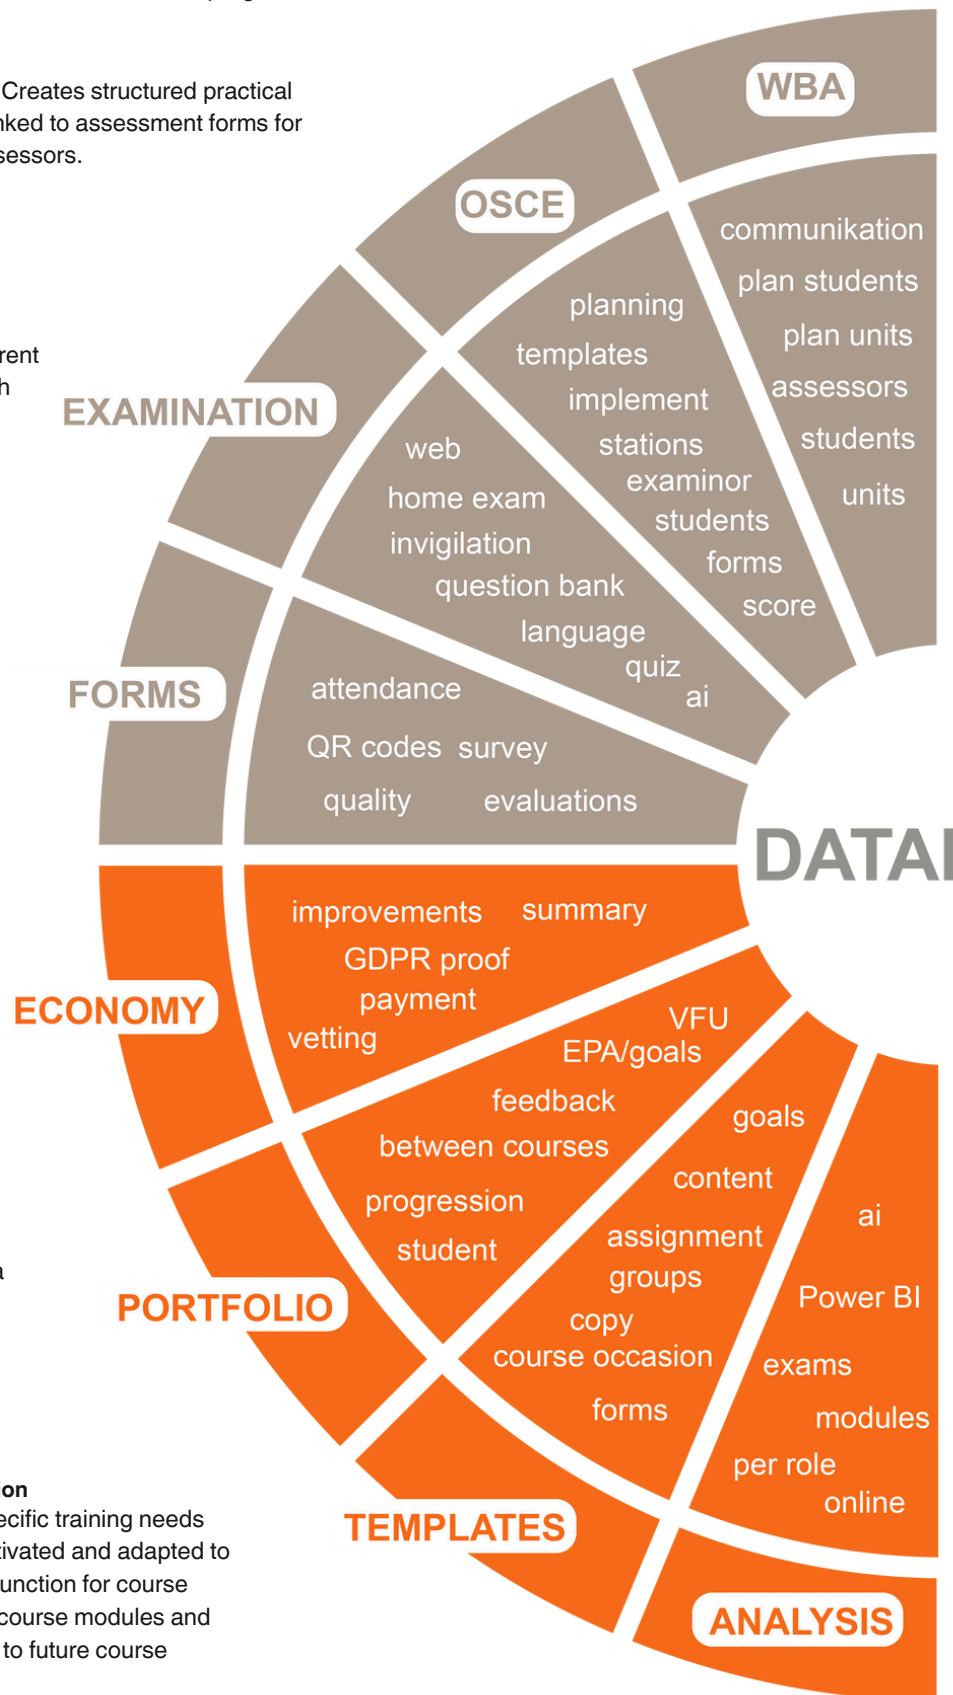 Creates structured practical
nked to assessment forms for
sessors.
rent
h
WBA
communikation
plan students
plan units
assessors
students
units
OSCE
planning
templates
implement
stations
examinor
students
forms
score
EXAMINATION
web
home exam
invigilation
question bank
language
quiz
ai
FORMS
attendance
QR codes survey
quality evaluations
DATA
ECONOMY
improvements summary
GDPR proof
payment
vetting
PORTFOLIO
VFU
EPA/goals
feedback
between courses
progression
student
TEMPLATES
goals
content
assignment
groups
copy
course occasion
forms
ANALYSIS
ai
Power BI
exams
modules
per role
online
a
ion
ecific training needs
tivated and adapted to
function for course
course modules and
to future course